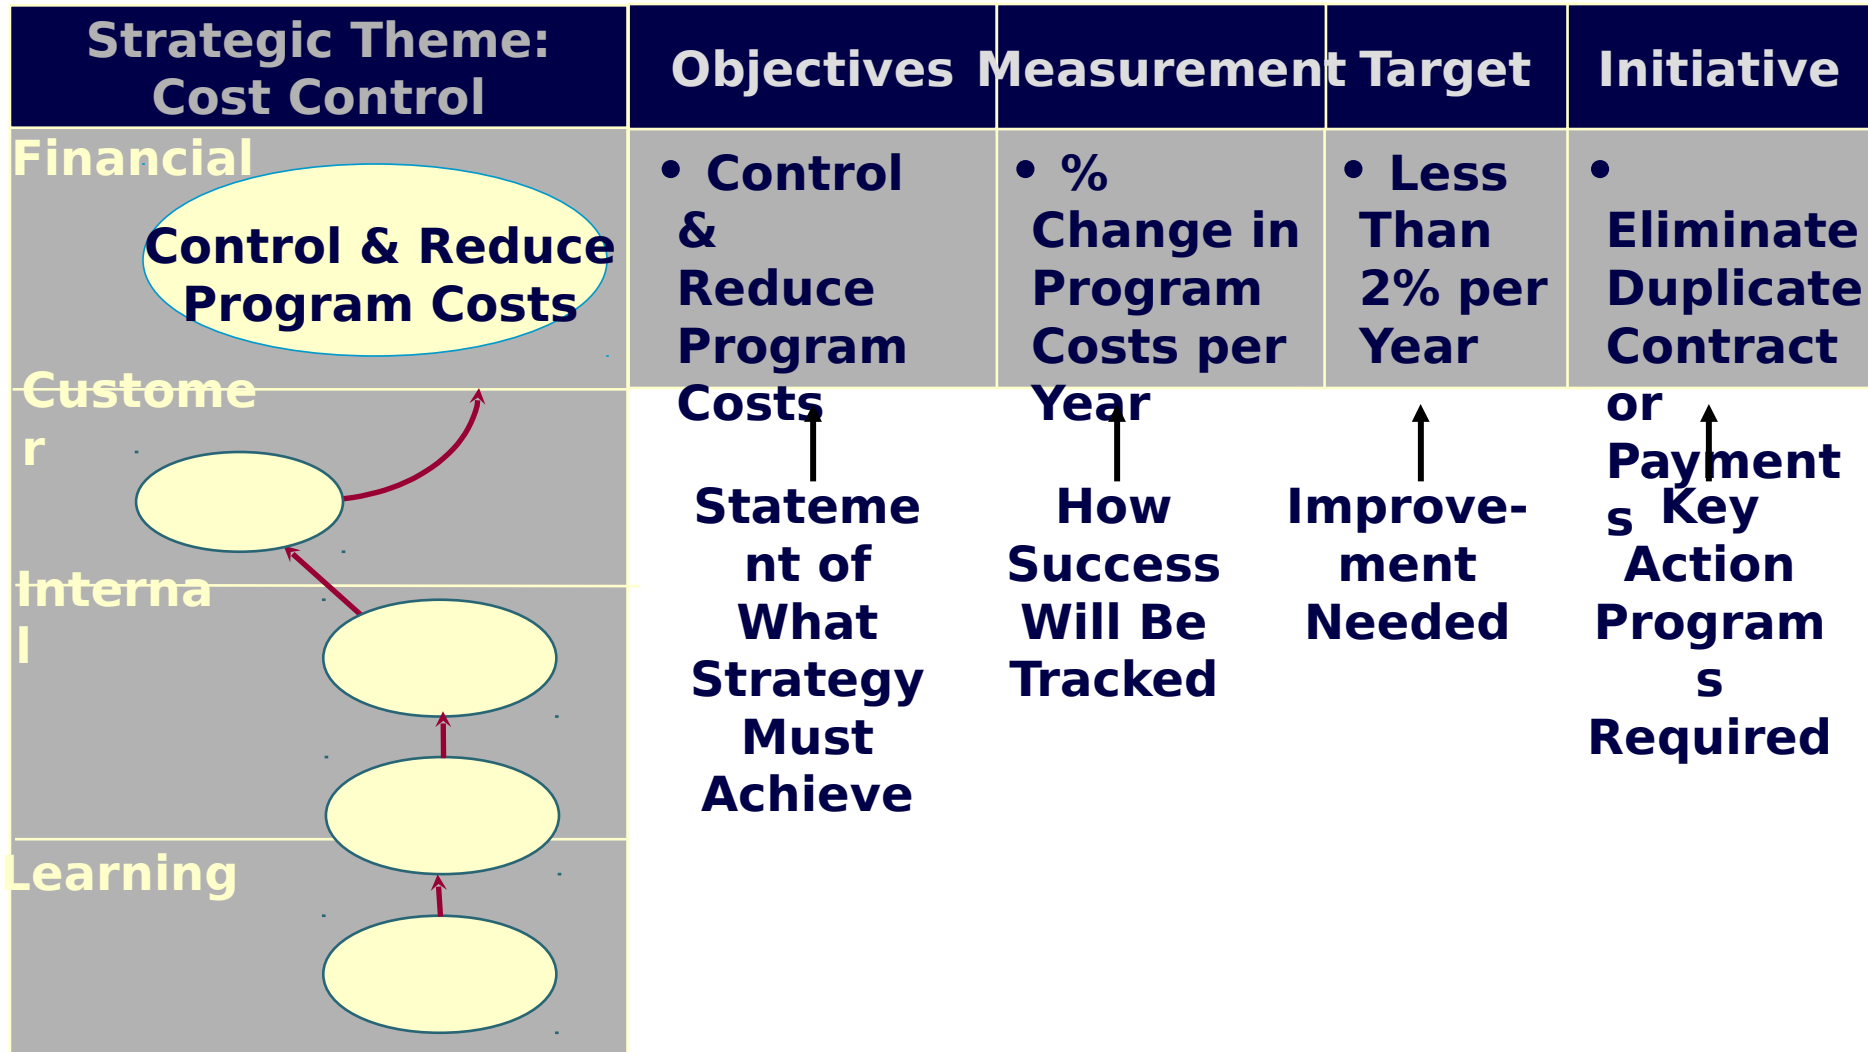 Strategic Theme:
Cost Control
Objectives
Measurement
Target
Initiative
Financial
Control & Reduce
Program Costs
• Control
&
Reduce
Program
Costs
• %
Change in
Program
Costs per
Year
• Less
Than
2% per
Year
•
Eliminate
Duplicate
Contract
or
Payment
s
Custome
r
Interna
l
Learning
Stateme
nt of
What
Strategy
Must
Achieve
How
Success
Will Be
Tracked
Improve-
ment
Needed
Key
Action
Program
s
Required